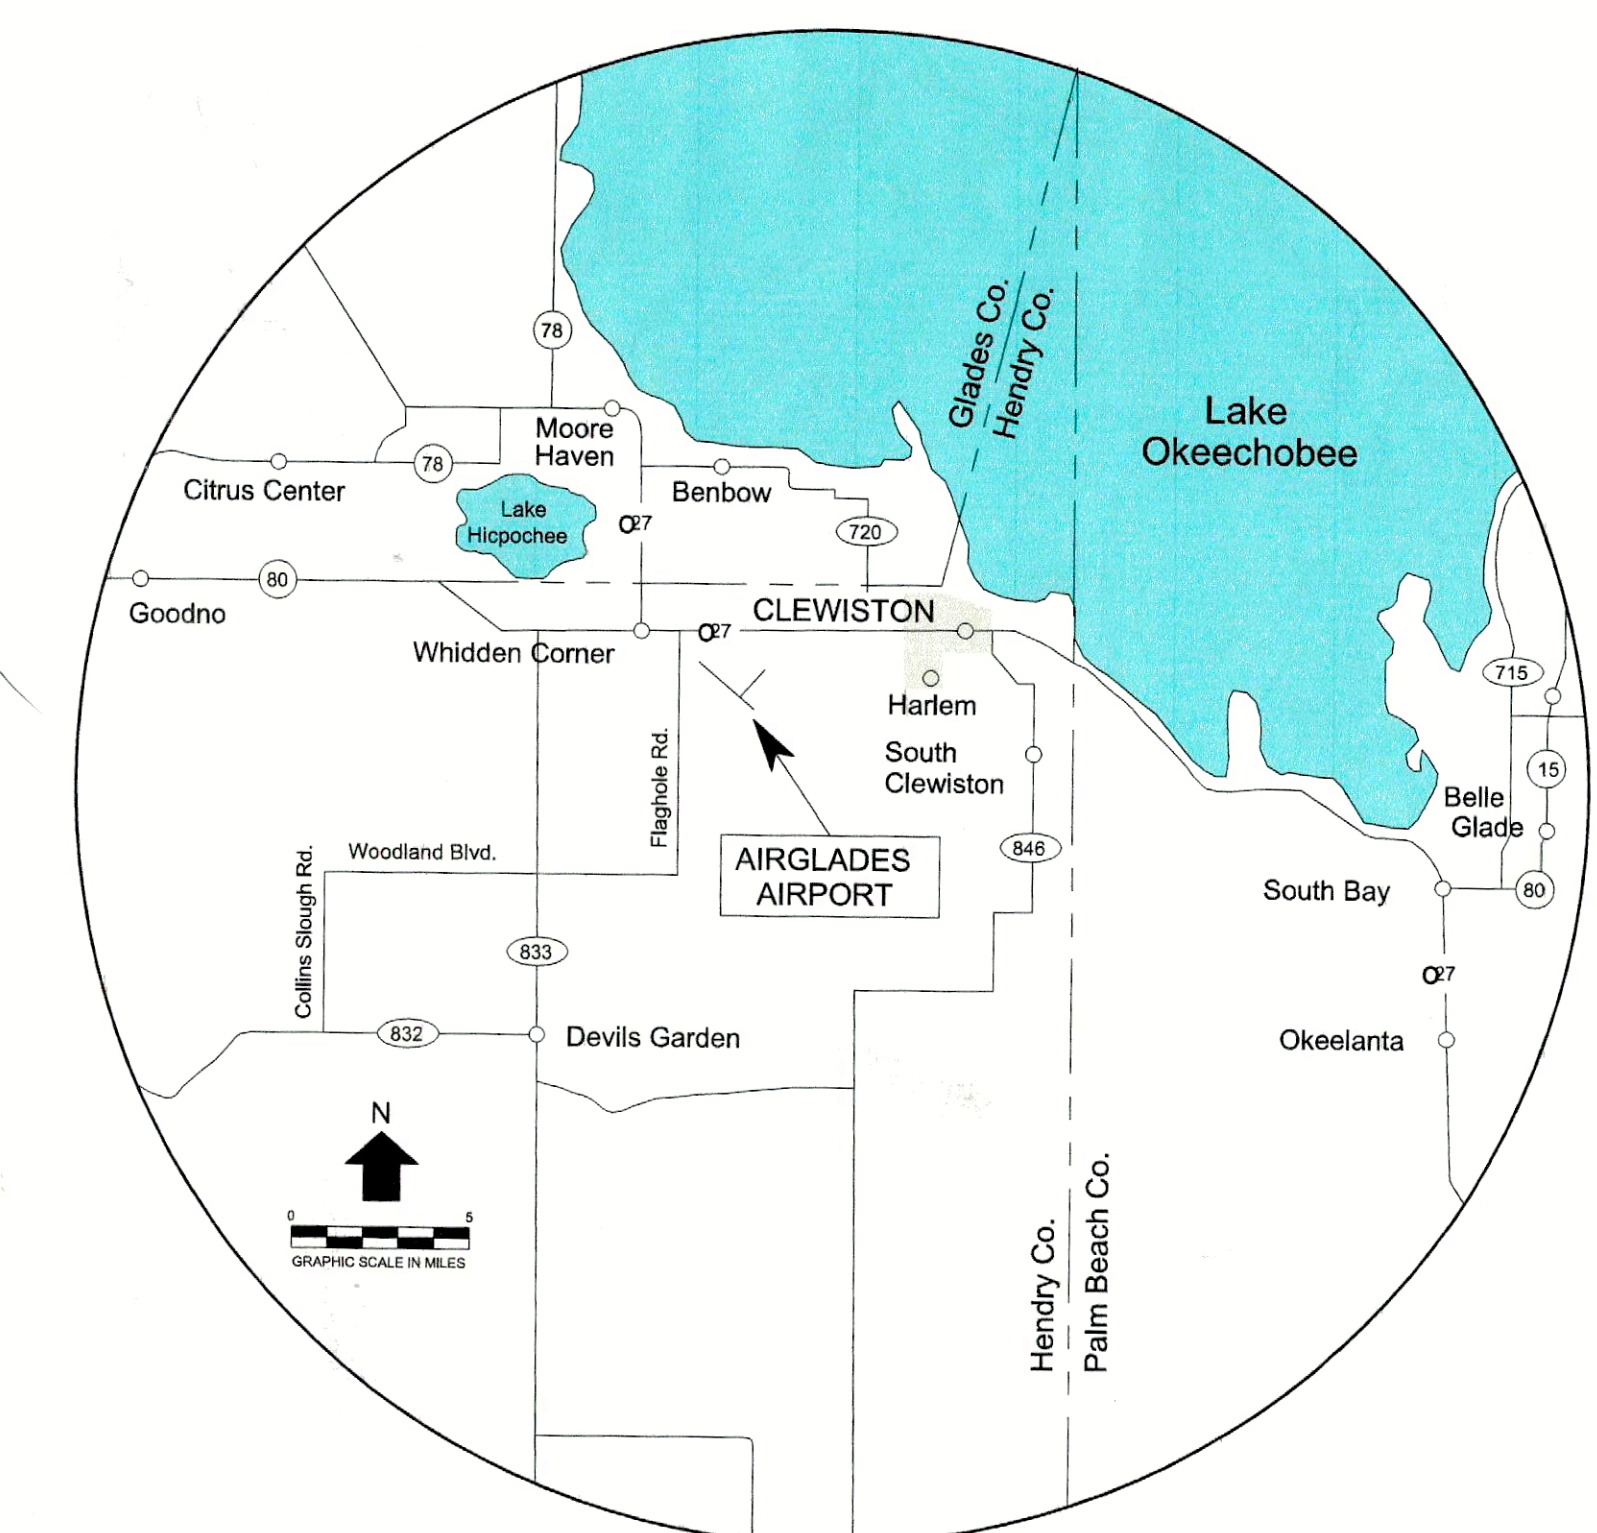 Glades Co.
Hendry Co.
78
Lake
Okeechobee
Moore
Haven
78
Citrus Center
Benbow
Lake
Hicpochee
27
720
80
Goodno
CLEWISTON
27
Whidden Corner
715
Harlem
South
Clewiston
15
Belle
Glade
Flaghole Rd.
Woodland Blvd.
846
AIRGLADES
AIRPORT
Collins Slough Rd.
South Bay
80
833
27
832
Devils Garden
Okeelanta
N
0 5
GRAPHIC SCALE IN MILES
Hendry Co.
Palm Beach Co.